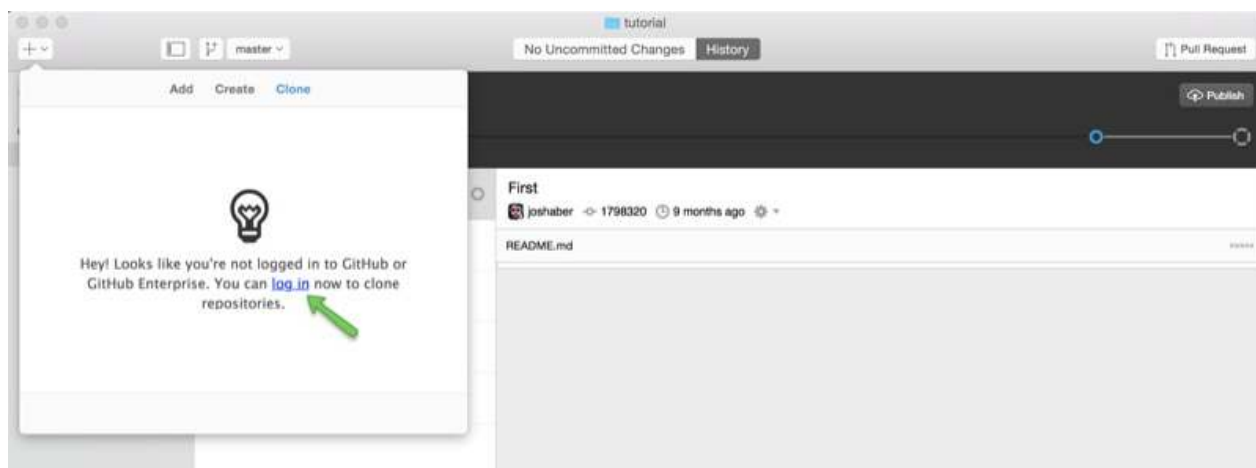 tutorial
master
No Uncommitted Changes History
Pull Request
Add Create Clone
Publish
First
joshaber 1798320 9 months ago
README.md
Hey! Looks like you're not logged in to GitHub or
GitHub Enterprise. You can log in now to clone
repositories.